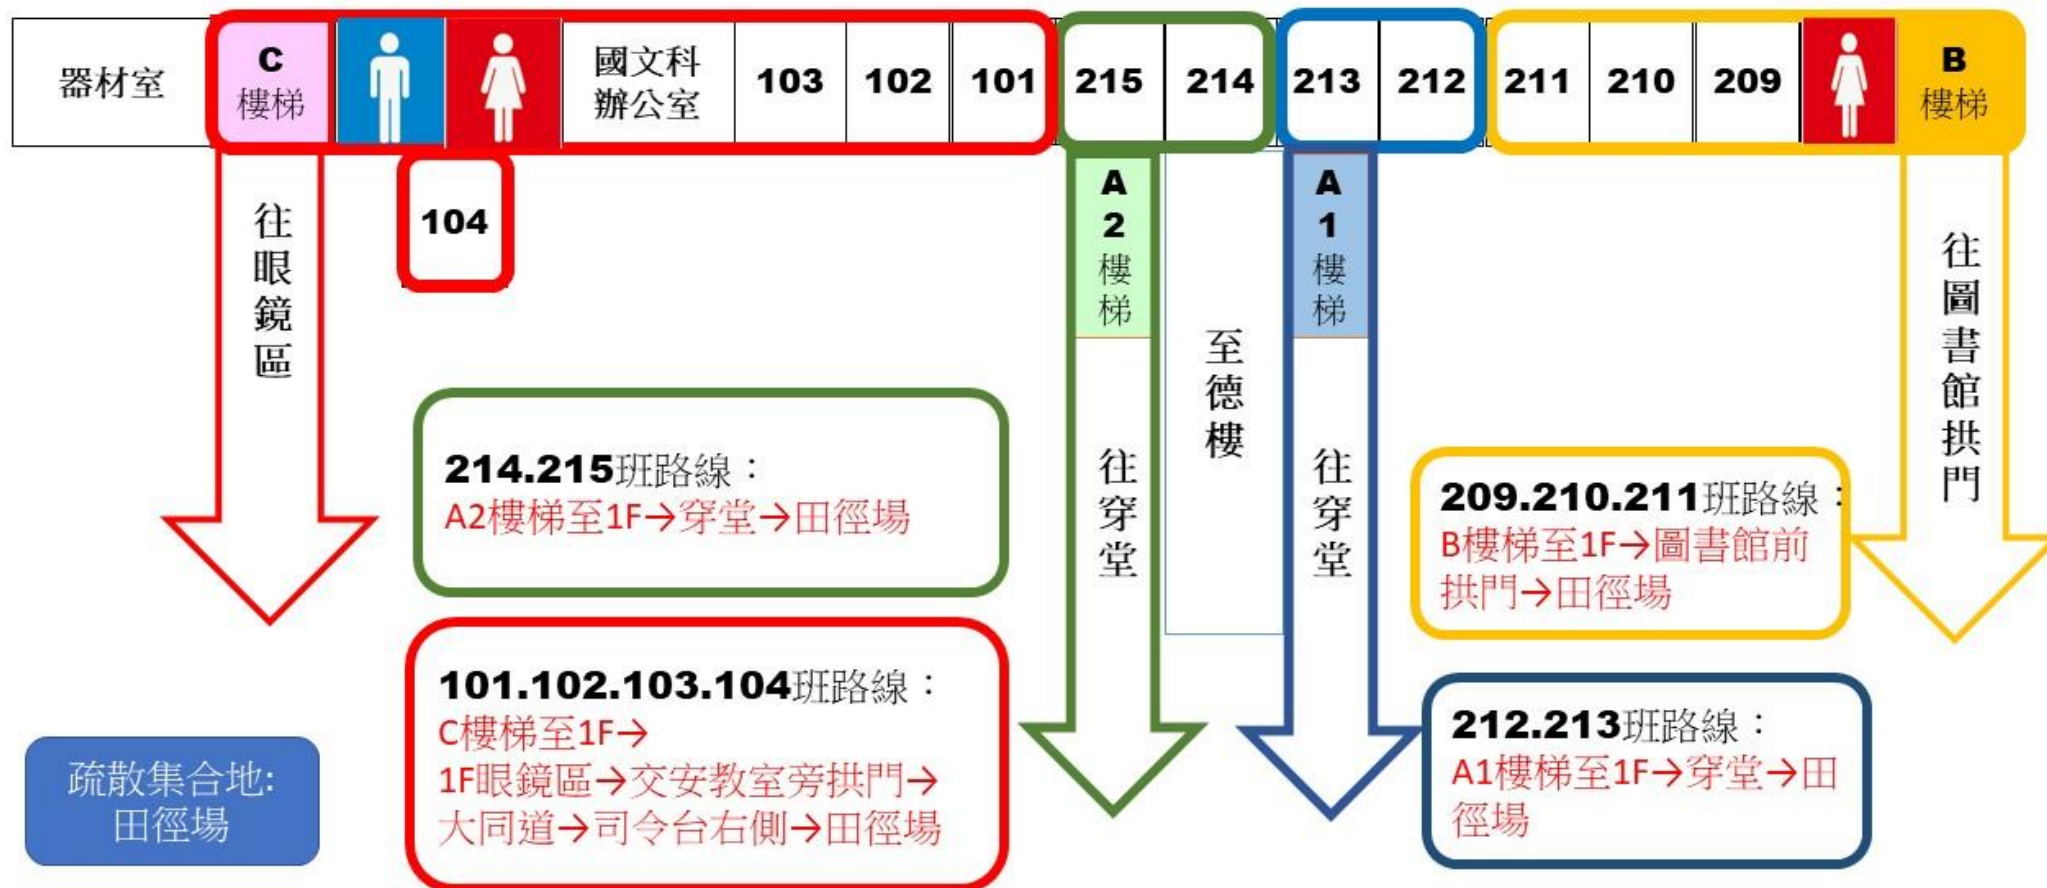 器材室
C
樓梯
國文科
辦公室
103
102
101
215
214
213
212
211
210
209
B
樓梯
104
往眼鏡區
A
2
樓
梯
往穿堂
至德樓
A
1
樓
梯
往穿堂
往圖書館拱門
214.215班路線：
A2樓梯至1F→穿堂→田徑場
209.210.211班路線：
B樓梯至1F→圖書館前
拱門→田徑場
101.102.103.104班路線：
C樓梯至1F→
1F眼鏡區→交安教室旁拱門→
大同道→司令台右側→田徑場
212.213班路線：
A1樓梯至1F→穿堂→田
徑場
疏散集合地:
田徑場